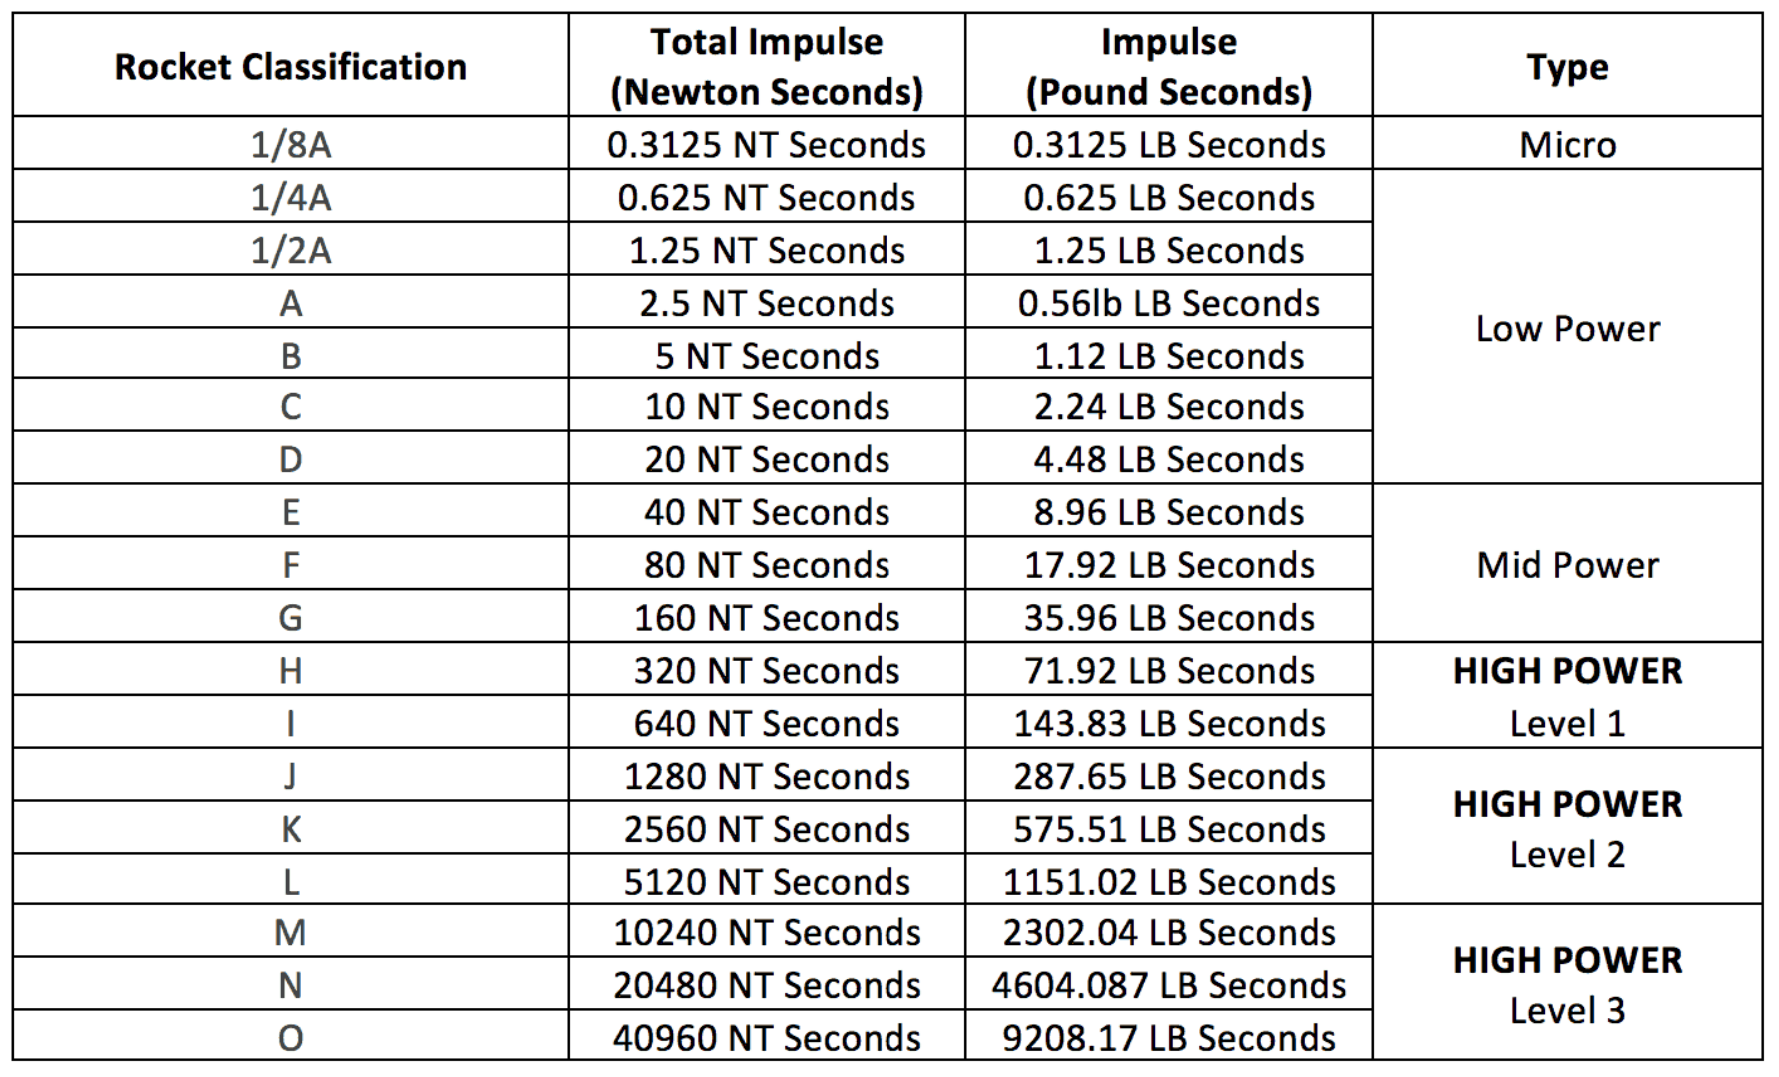 Rocket Classification
Total Impulse
(Newton Seconds)
Impulse
(Pound Seconds)
Type
1/8A 0.3125 NT Seconds 0.3125 LB Seconds Micro
1/4A 0.625 NT Seconds 0.625 LB Seconds
1/2A 1.25 NT Seconds 1.25 LB Seconds
A 2.5 NT Seconds 0.56lb LB Seconds
Low Power
B 5 NT Seconds 1.12 LB Seconds
C 10 NT Seconds 2.24 LB Seconds
D 20 NT Seconds 4.48 LB Seconds
E 40 NT Seconds 8.96 LB Seconds
F 80 NT Seconds 17.92 LB Seconds Mid Power
G 160 NT Seconds 35.96 LB Seconds
H 320 NT Seconds 71.92 LB Seconds HIGH POWER
I 640 NT Seconds 143.83 LB Seconds Level 1
J 1280 NT Seconds 287.65 LB Seconds
HIGH POWER
K 2560 NT Seconds 575.51 LB Seconds
Level 2
L 5120 NT Seconds 1151.02 LB Seconds
M 10240 NT Seconds 2302.04 LB Seconds
HIGH POWER
N 20480 NT Seconds 4604.087 LB Seconds
Level 3
O 40960 NT Seconds 9208.17 LB Seconds